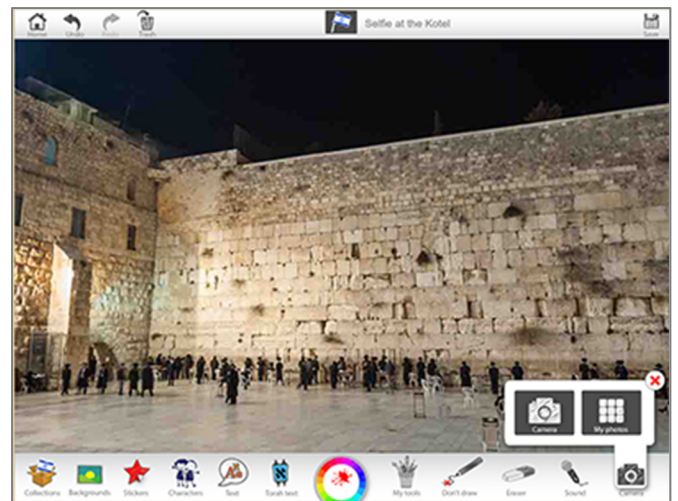 Selfie at the Kotel
Home Undo Redo Trash Save
Camera My photos
Collections Backgrounds Stickers Characters Text Torah text My tools Don't draw Eraser Sound Camera